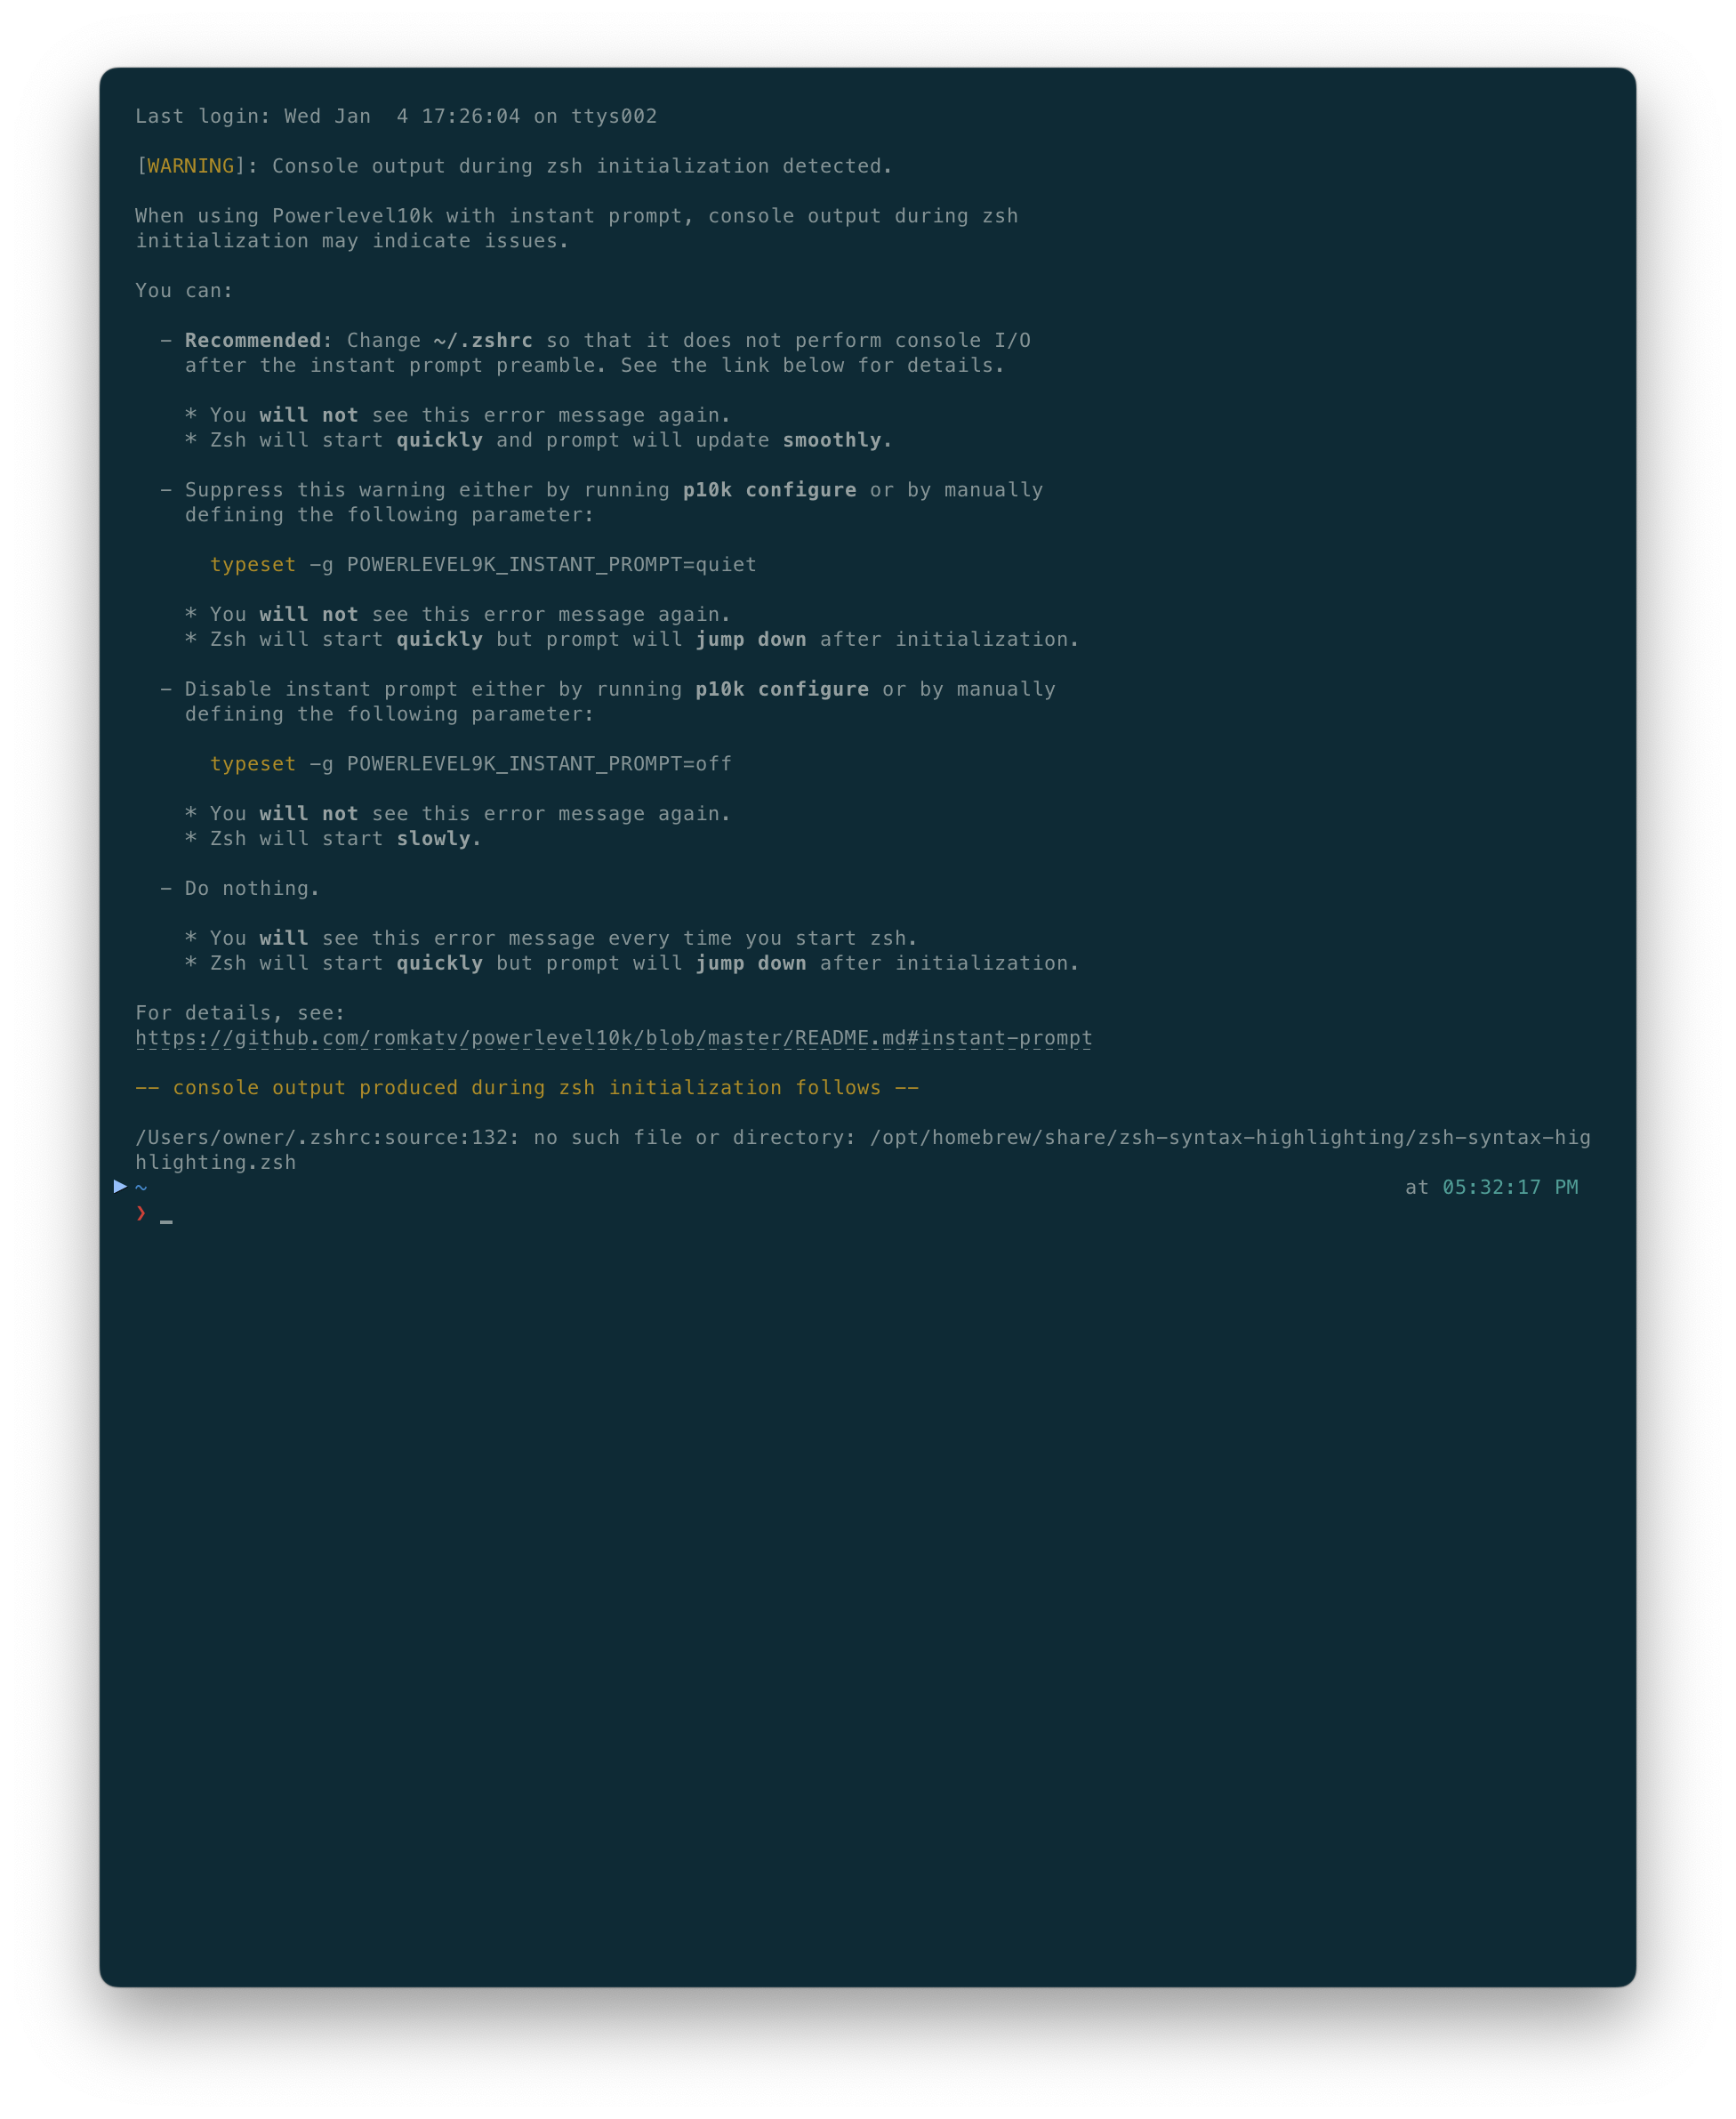 Last login: Wed Jan  4 17:26:04 on ttys002
[WARNING]: Console output during zsh initialization detected.
When using Powerlevel10k with instant prompt, console output during zsh
initialization may indicate issues.
You can:
- Recommended: Change ~/.zshrc so that it does not perform console I/O
after the instant prompt preamble. See the link below for details.
* You will not see this error message again.
* Zsh will start quickly and prompt will update smoothly.
- Suppress this warning either by running p10k configure or by manually
defining the following parameter:
typeset -g POWERLEVEL9K_INSTANT_PROMPT=quiet
* You will not see this error message again.
* Zsh will start quickly but prompt will jump down after initialization.
- Disable instant prompt either by running p10k configure or by manually
defining the following parameter:
typeset -g POWERLEVEL9K_INSTANT_PROMPT=off
* You will not see this error message again.
* Zsh will start slowly.
- Do nothing.
* You will see this error message every time you start zsh.
* Zsh will start quickly but prompt will jump down after initialization.
For details, see:
https://github.com/romkatv/powerlevel10k/blob/master/README.md#instant-prompt
-- console output produced during zsh initialization follows --
/Users/owner/.zshrc:source:132: no such file or directory: /opt/homebrew/share/zsh-syntax-highlighting/zsh-syntax-hig
hlighting.zsh
~ at 05:32:17 PM
❯ _